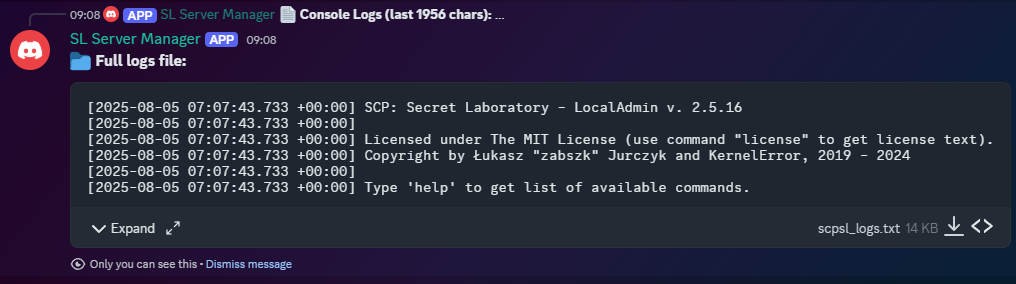 09:08 APP SL Server Manager Console Logs (last 1956 chars): ...
SL Server Manager APP 09:08
Full logs file:
[2025-08-05 07:07:43.733 +00:00] SCP: Secret Laboratory - LocalAdmin v. 2.5.16
[2025-08-05 07:07:43.733 +00:00]
[2025-08-05 07:07:43.733 +00:00] Licensed under The MIT License (use command "license" to get license text).
[2025-08-05 07:07:43.733 +00:00] Copyright by Łukasz "zabszk" Jurczyk and KernelError, 2019 - 2024
[2025-08-05 07:07:43.733 +00:00]
[2025-08-05 07:07:43.733 +00:00] Type 'help' to get list of available commands.
Expand scpsl_logs.txt 14 KB
Only you can see this • Dismiss message